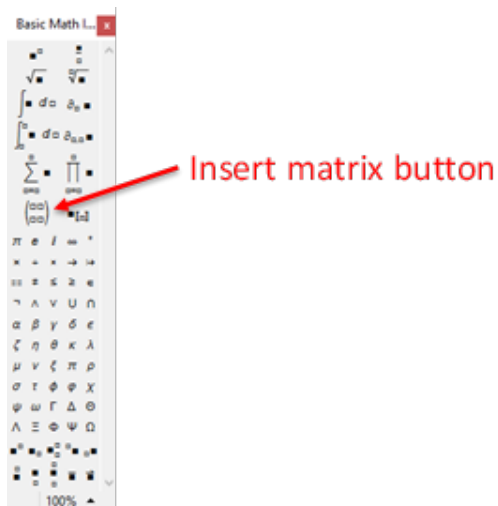 Basic Math I... x
√■ ∛■
∫■ d□ ∂□ ■
∫■ d□ ∂□,□ ■
∑ ■ ∏ ■
Insert matrix button
(□□ □□) ■[[□]]
π e i ∞ °
× ÷ × → ↦
== ≠ ≤ ≥ ∈
¬ ∧ ∨ ∪ ∩
α β γ δ ε
ζ η θ κ λ
μ ν ξ π ρ
σ τ ϕ φ χ
ψ ω Γ Δ Θ
Λ Ξ Φ Ψ Ω
100%